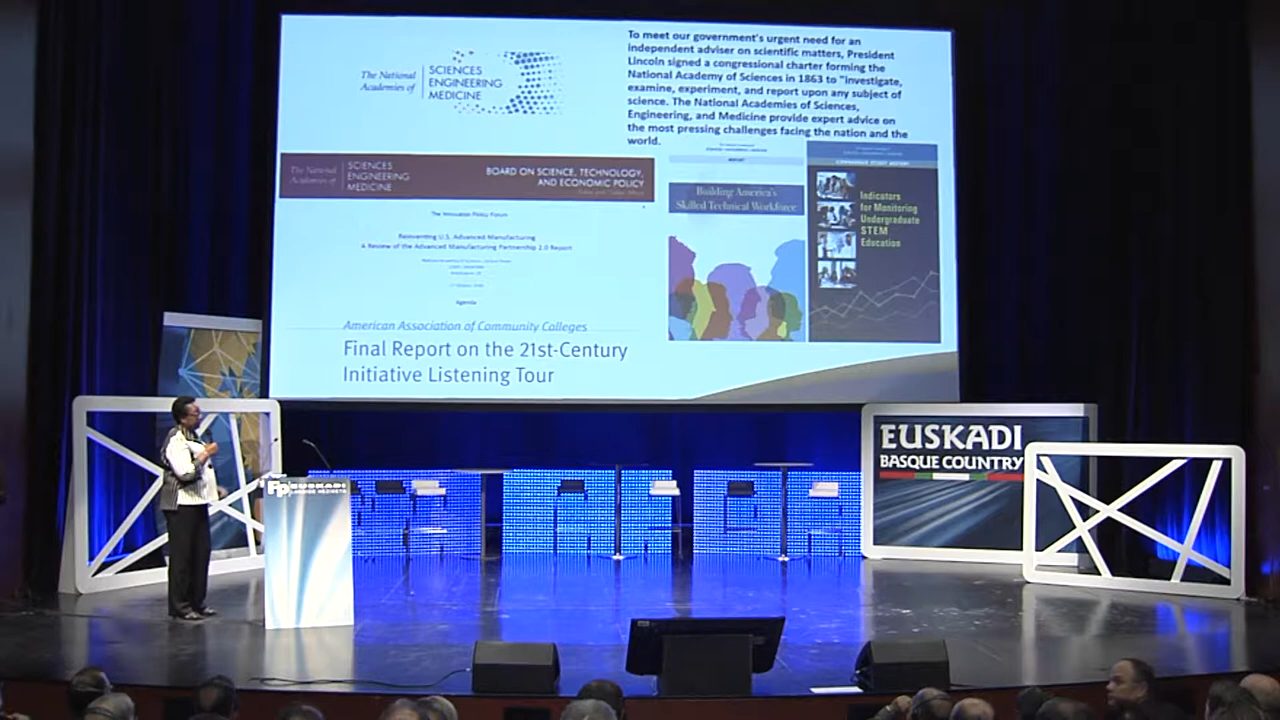 To meet our government's urgent need for an
independent adviser on scientific matters, President
Lincoln signed a congressional charter forming the
National Academy of Sciences in 1863 to "investigate,
examine, experiment, and report upon any subject of
science. The National Academies of Sciences,
Engineering, and Medicine provide expert advice on
the most pressing challenges facing the nation and the
world.
The National
Academies of
SCIENCES
ENGINEERING
MEDICINE
The National
Academies of
SCIENCES
ENGINEERING
MEDICINE
BOARD ON SCIENCE, TECHNOLOGY,
AND ECONOMIC POLICY
The Innovation Policy Forum
Reinventing U.S. Advanced Manufacturing
A Review of the Advanced Manufacturing Partnership 2.0 Report
Agenda
Building America's
Skilled Technical Workforce
CONSENSUS STUDY REPORT
Indicators
for Monitoring
Undergraduate
STEM
Education
American Association of Community Colleges
Final Report on the 21st-Century
Initiative Listening Tour
Fp EUSKADI
EUSKADI
BASQUE COUNTRY